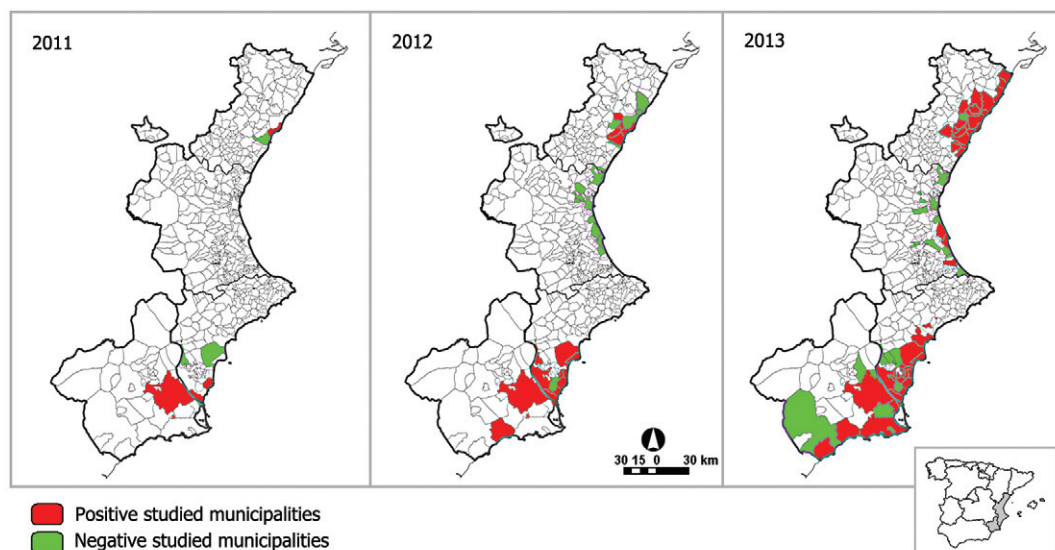 2011
2012
2013
30 15 0 30 km
Positive studied municipalities
Negative studied municipalities